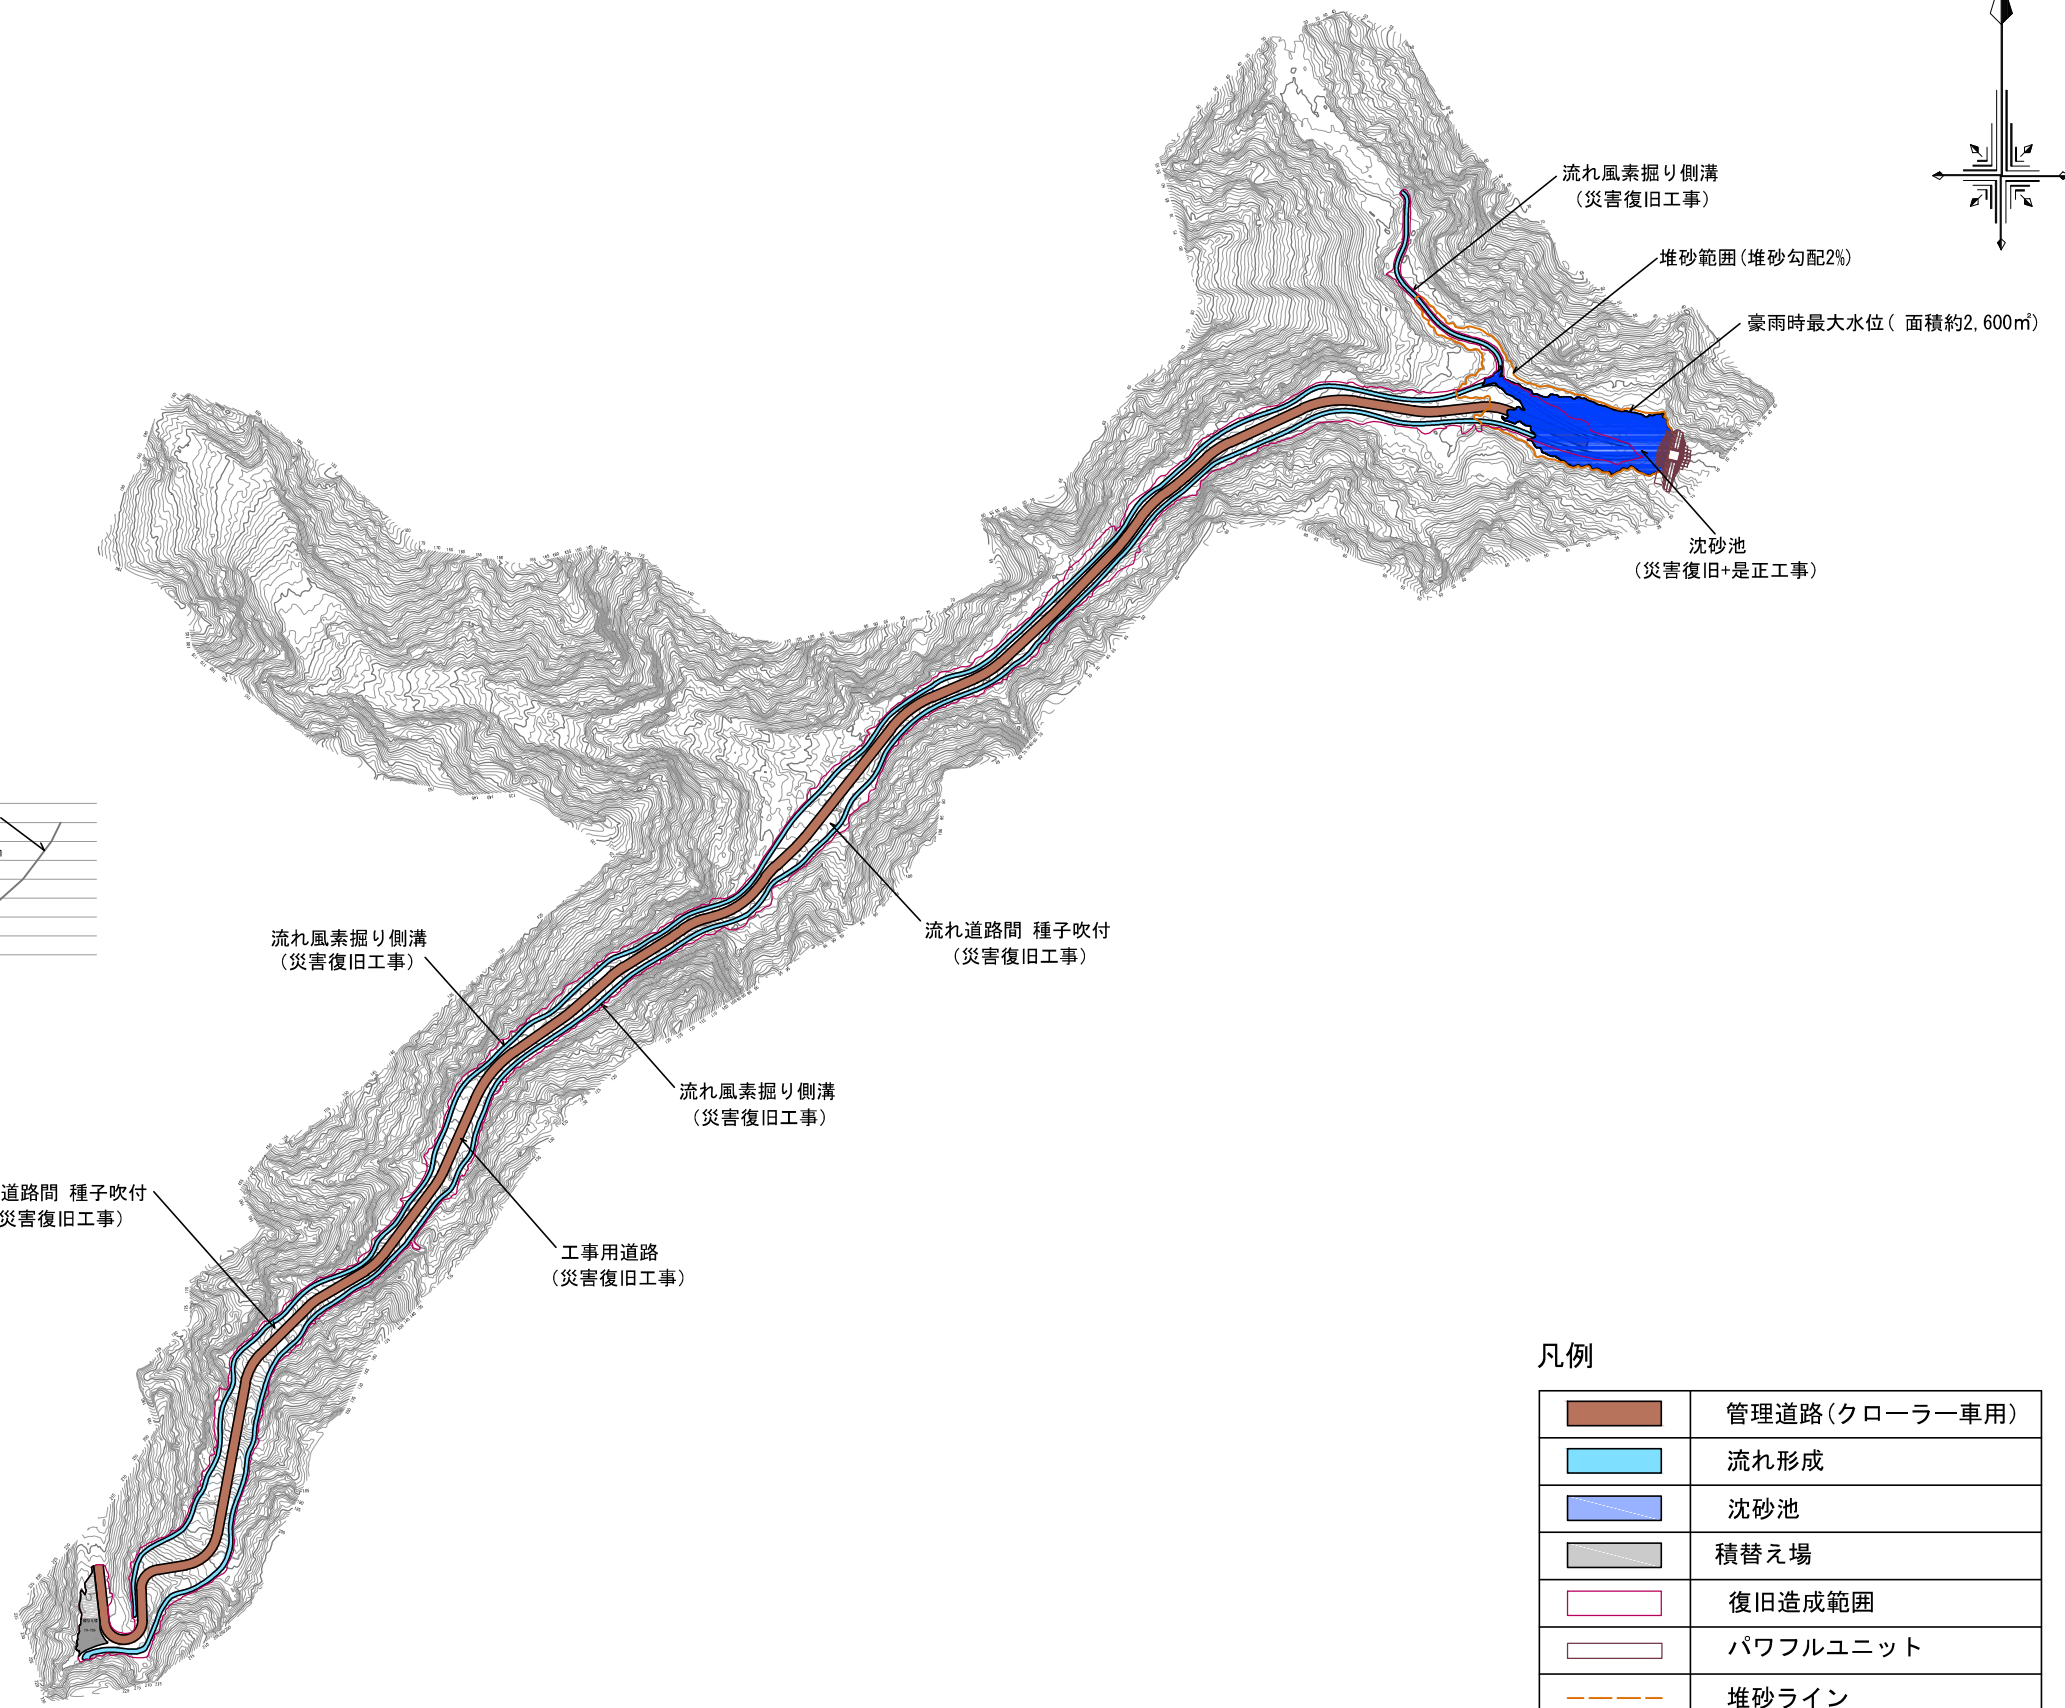 流れ風素掘り側溝
(災害復旧工事)
堆砂範囲(堆砂勾配2%)
豪雨時最大水位( 面積約2,600㎡)
沈砂池
(災害復旧+是正工事)
流れ道路間 種子吹付
(災害復旧工事)
流れ風素掘り側溝
(災害復旧工事)
流れ風素掘り側溝
(災害復旧工事)
道路間 種子吹付
災害復旧工事)
工事用道路
(災害復旧工事)
凡例
管理道路(クローラー車用)
流れ形成
沈砂池
積替え場
復旧造成範囲
パワフルユニット
堆砂ライン